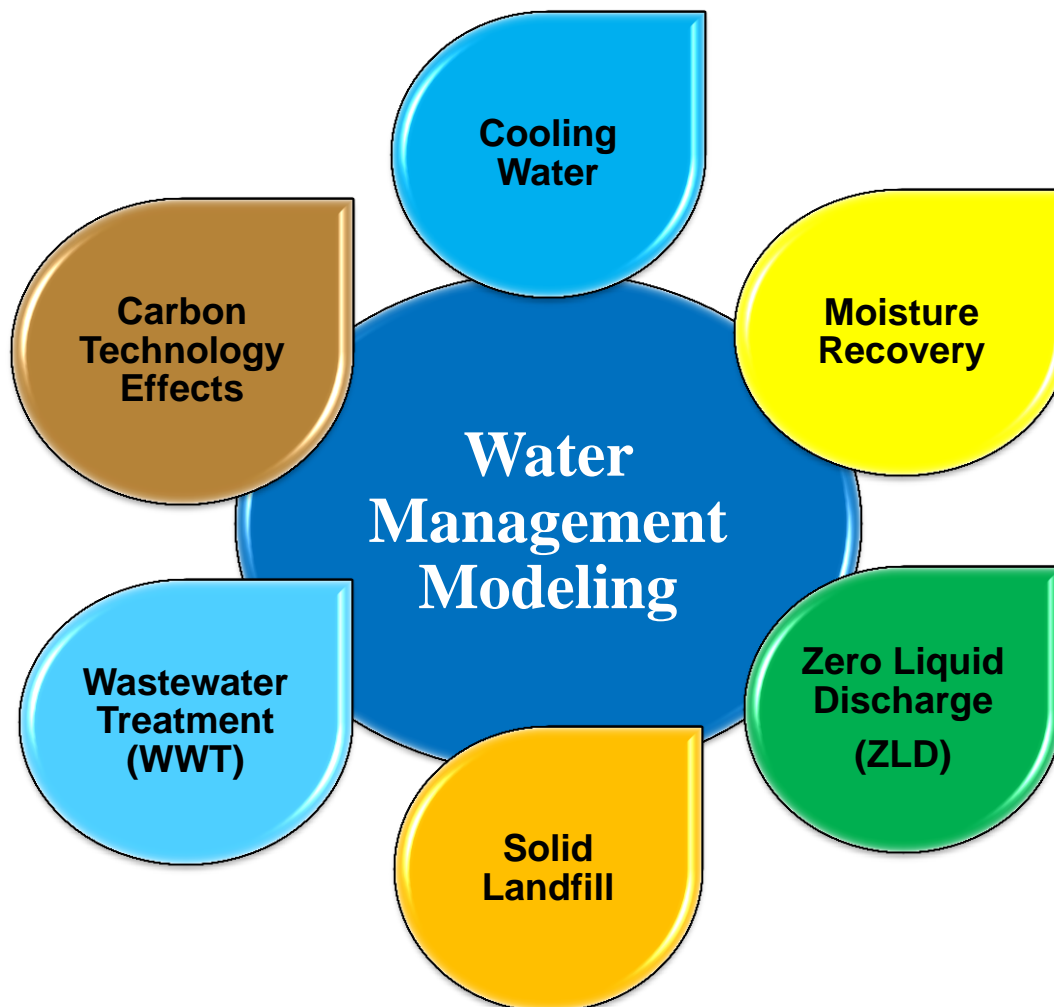 Cooling
Water
Carbon
Technology
Effects
Moisture
Recovery
Water
Management
Modeling
Wastewater
Treatment
(WWT)
Zero Liquid
Discharge
(ZLD)
Solid
Landfill